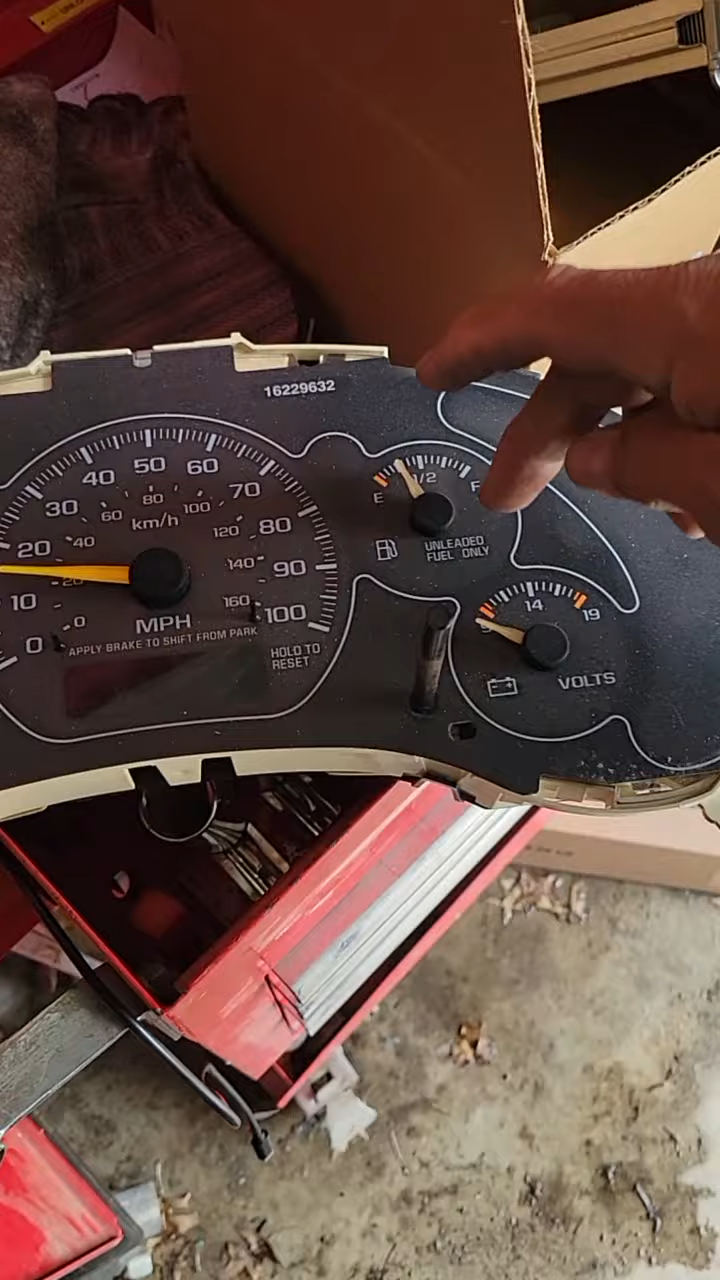 16229632
0
10
20
30
40
50
60
70
80
90
100
0
20
40
60
80
100
120
140
160
km/h
MPH
APPLY BRAKE TO SHIFT FROM PARK
HOLD TO
RESET
E
1/2
F
UNLEADED
FUEL ONLY
14
19
VOLTS